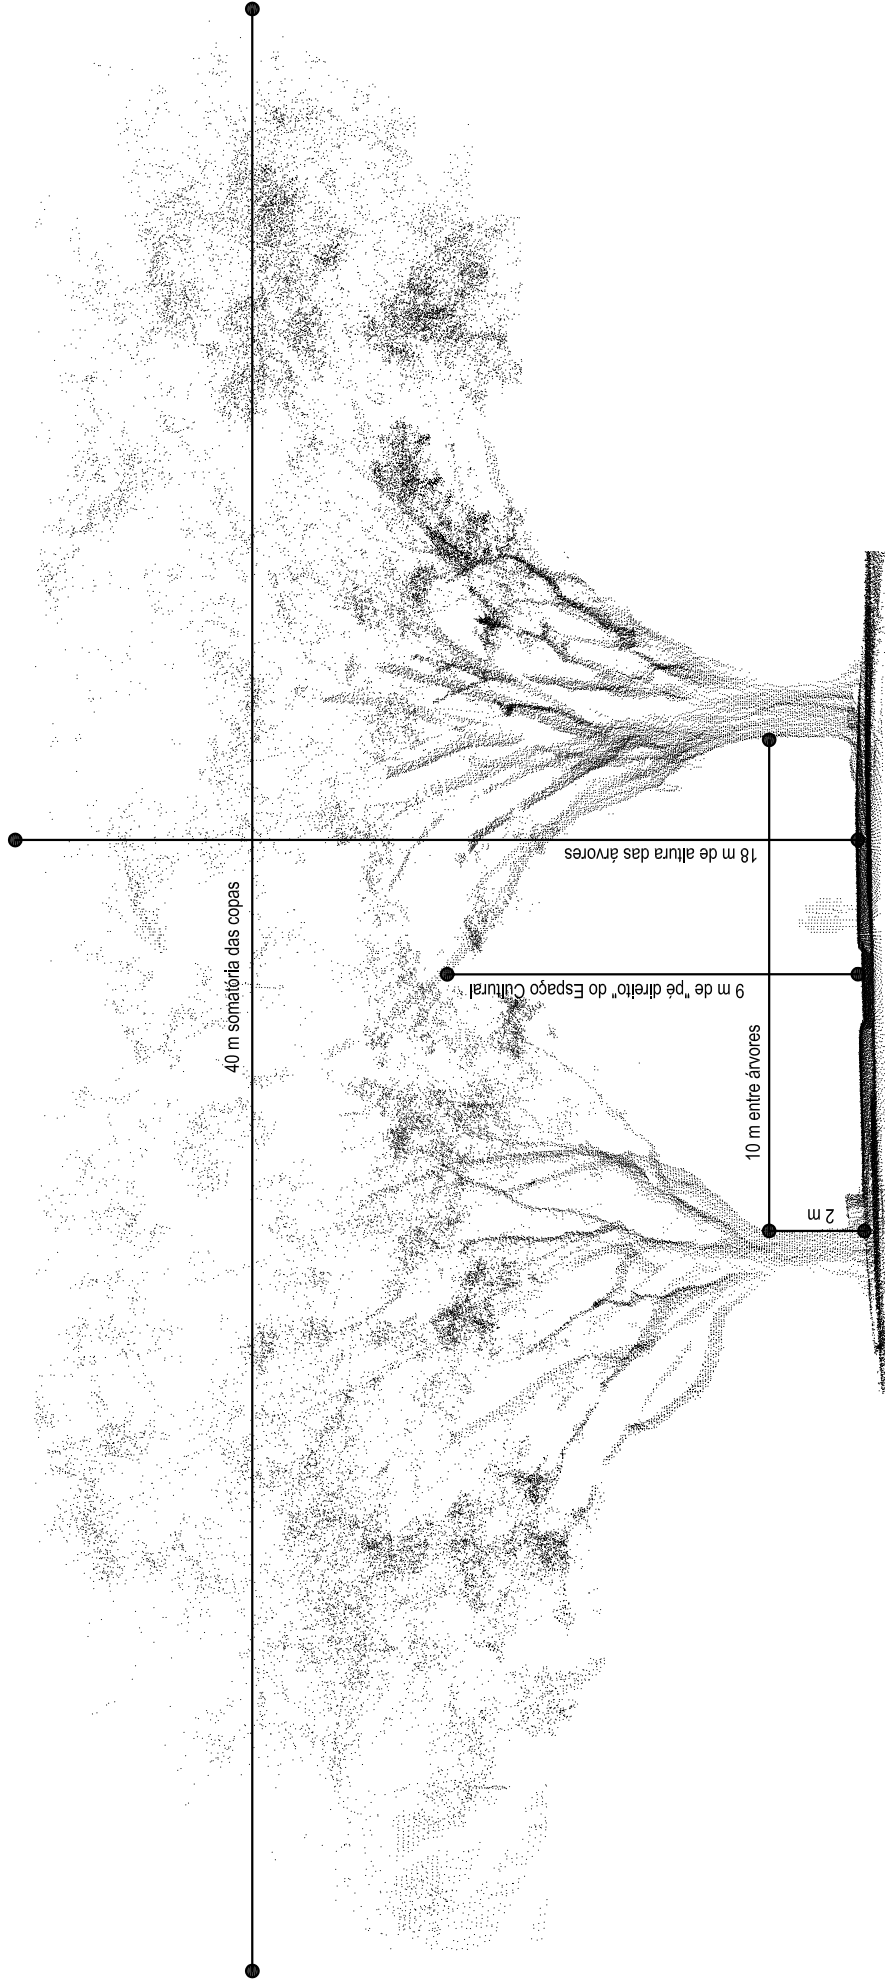 40 m somatória das copas
18 m de altura das árvores
9 m de "pé direito" do Espaço Cultural
10 m entre árvores
2 m